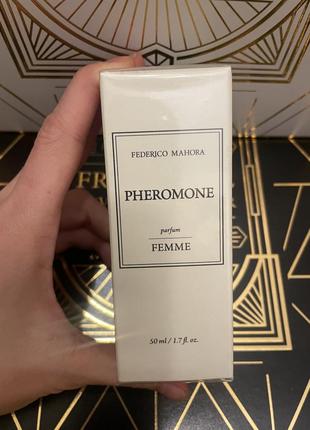 FEDERICO MAHORA
PHEROMONE
parfum
FEMME
50 ml / 1.7 fl. oz.